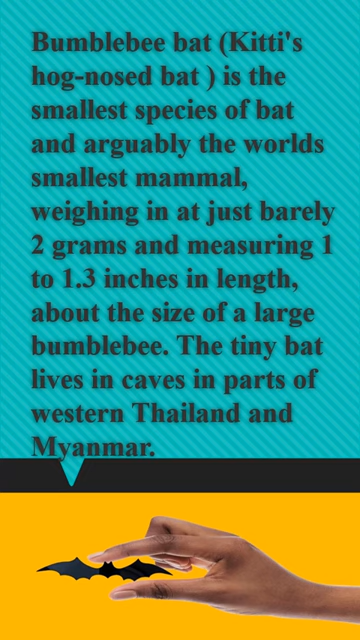 Bumblebee bat (Kitti's
hog-nosed bat ) is the
smallest species of bat
and arguably the worlds
smallest mammal,
weighing in at just barely
2 grams and measuring 1
to 1.3 inches in length,
about the size of a large
bumblebee. The tiny bat
lives in caves in parts of
western Thailand and
Myanmar.